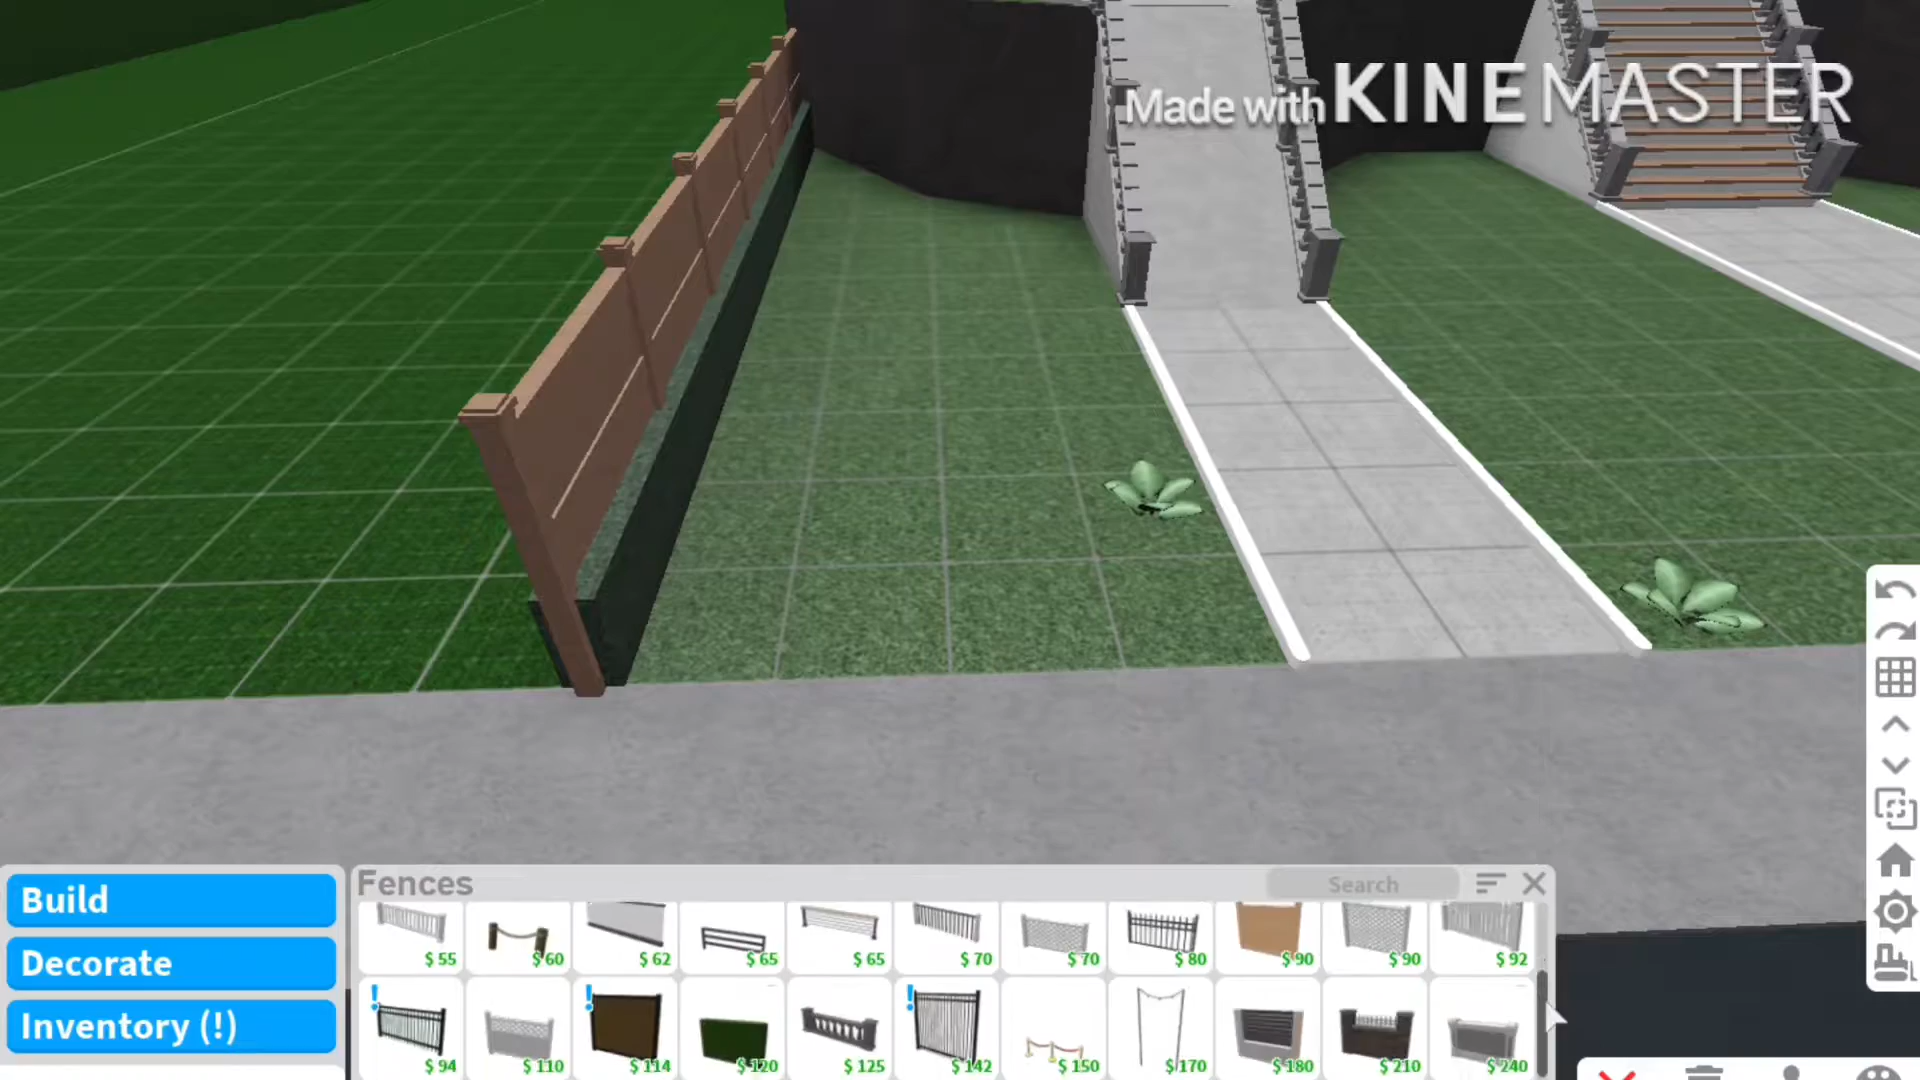 Made with KINEMASTER
Build
Decorate
Inventory (!)
Fences
Search
$ 55 $ 60 $ 62 $ 65 $ 65 $ 70 $ 70 $ 80 $ 90 $ 90 $ 92
! ! !
$ 94 $ 110 $ 114 $ 120 $ 125 $ 142 $ 150 $ 170 $ 180 $ 210 $ 240